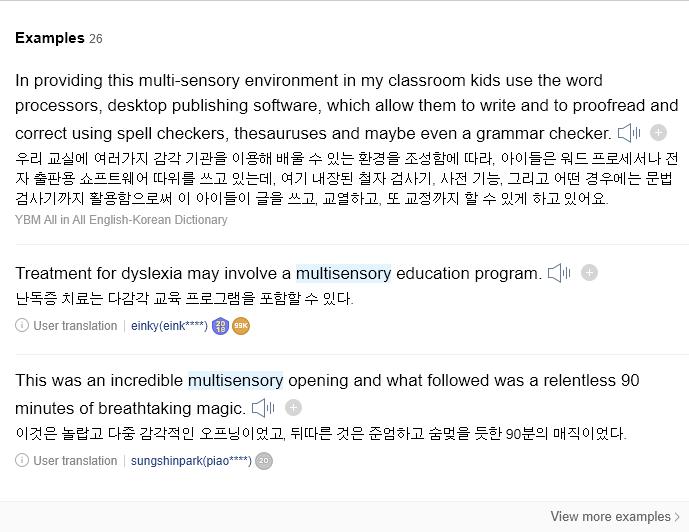 Examples 26
In providing this multi-sensory environment in my classroom kids use the word
processors, desktop publishing software, which allow them to write and to proofread and
correct using spell checkers, thesauruses and maybe even a grammar checker.
우리 교실에 여러가지 감각 기관을 이용해 배울 수 있는 환경을 조성함에 따라, 아이들은 워드 프로세서나 전
자 출판용 쇼프트웨어 따위를 쓰고 있는데, 여기 내장된 철자 검사기, 사전 기능, 그리고 어떤 경우에는 문법
검사기까지 활용함으로써 이 아이들이 글을 쓰고, 교열하고, 또 교정까지 할 수 있게 하고 있어요.
YBM All in All English-Korean Dictionary
Treatment for dyslexia may involve a multisensory education program.
난독증 치료는 다감각 교육 프로그램을 포함할 수 있다.
User translation einky(eink****) 20 18 99K
This was an incredible multisensory opening and what followed was a relentless 90
minutes of breathtaking magic.
이것은 놀랍고 다중 감각적인 오프닝이었고, 뒤따른 것은 준엄하고 숨멎을 듯한 90분의 매직이었다.
User translation sungshinpark(piao****) 20
View more examples